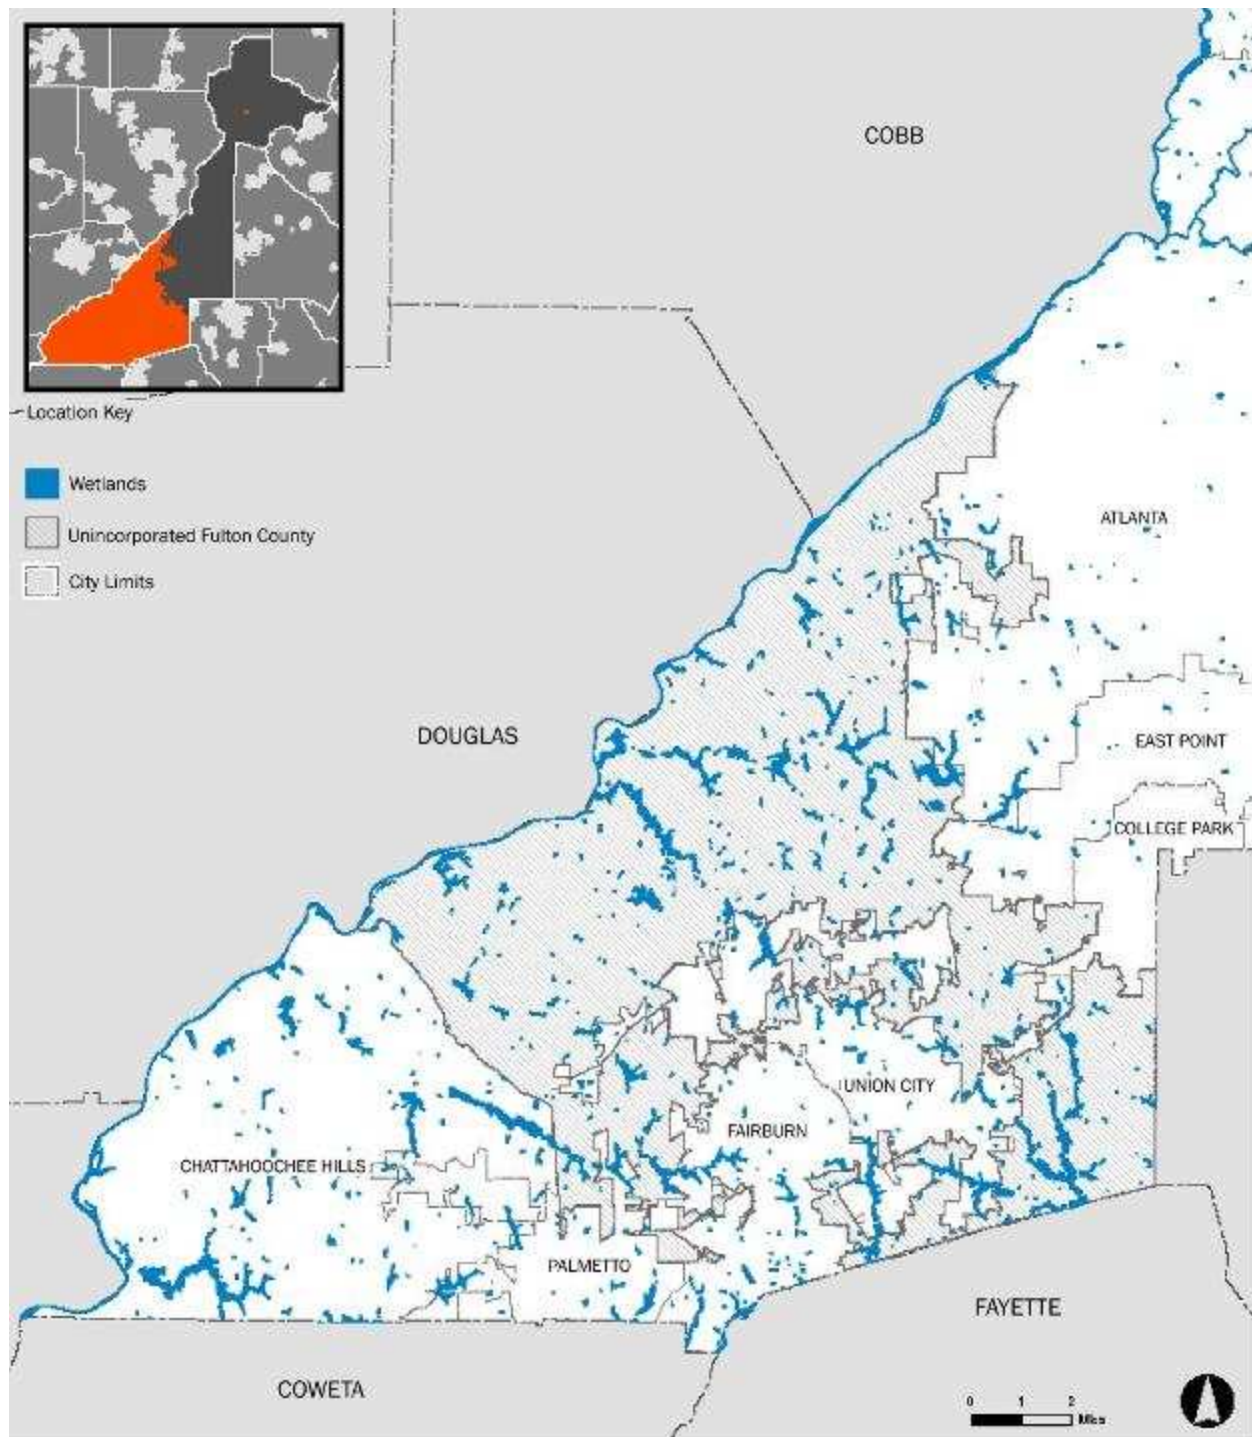 COBB
Location Key
Wetlands
Unincorporated Fulton County
City Limits
ATLANTA
DOUGLAS
EAST POINT
COLLEGE PARK
UNION CITY
FAIRBURN
CHATTAHOOCHEE HILLS
PALMETTO
FAYETTE
COWETA
0 1 2
Miles